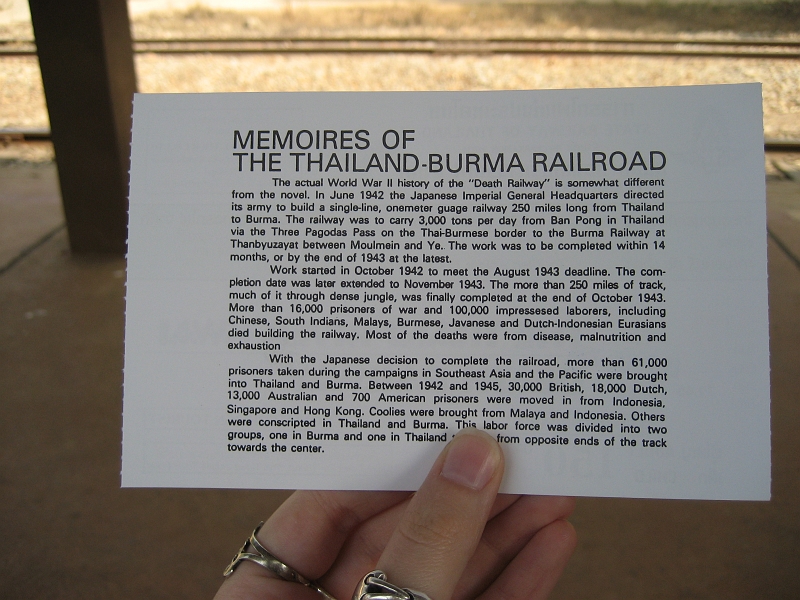 MEMOIRES OF
THE THAILAND-BURMA RAILROAD
The actual World War II history of the "Death Railway" is somewhat different
from the novel. In June 1942 the Japanese Imperial General Headquarters directed
its army to build a single-line, onemeter guage railway 250 miles long from Thailand
to Burma. The railway was to carry 3,000 tons per day from Ban Pong in Thailand
via the Three Pagodas Pass on the Thai-Burmese border to the Burma Railway at
Thanbyuzayat between Moulmein and Ye. The work was to be completed within 14
months, or by the end of 1943 at the latest.
Work started in October 1942 to meet the August 1943 deadline. The com-
pletion date was later extended to November 1943. The more than 250 miles of track,
much of it through dense jungle, was finally completed at the end of October 1943.
More than 16,000 prisoners of war and 100,000 impressesed laborers, including
Chinese, South Indians, Malays, Burmese, Javanese and Dutch-Indonesian Eurasians
died building the railway. Most of the deaths were from disease, malnutrition and
exhaustion
With the Japanese decision to complete the railroad, more than 61,000
prisoners taken during the campaigns in Southeast Asia and the Pacific were brought
into Thailand and Burma. Between 1942 and 1945, 30,000 British, 18,000 Dutch,
13,000 Australian and 700 American prisoners were moved in from Indonesia,
Singapore and Hong Kong. Coolies were brought from Malaya and Indonesia. Others
were conscripted in Thailand and Burma. This labor force was divided into two
groups, one in Burma and one in Thailand from opposite ends of the track
towards the center.